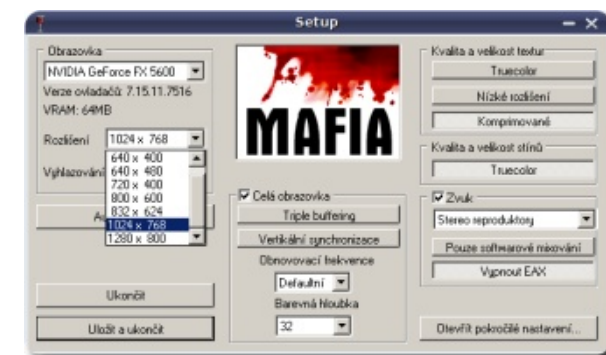 Setup
Obrazovka
NVIDIA GeForce FX 5600
Verze ovladačů: 7.15.11.7516
VRAM: 64MB
Rozlišení 1024 x 768
Vyhlazování
640 x 400
640 x 480
720 x 400
800 x 600
832 x 624
1024 x 768
1280 x 800
Ukončit
Uložit a ukončit
MAFIA
Celá obrazovka
Triple buffering
Vertikální synchronizace
Obnovovací frekvence
Defaultní
Barevná hloubka
32
Kvalita a velikost textur
Truecolor
Nízké rozlišení
Komprimované
Kvalita a velikost stínů
Truecolor
Zvuk
Stereo reproduktory
Pouze softwarové mixování
Vypnout EAX
Otevřít pokročilé nastavení...